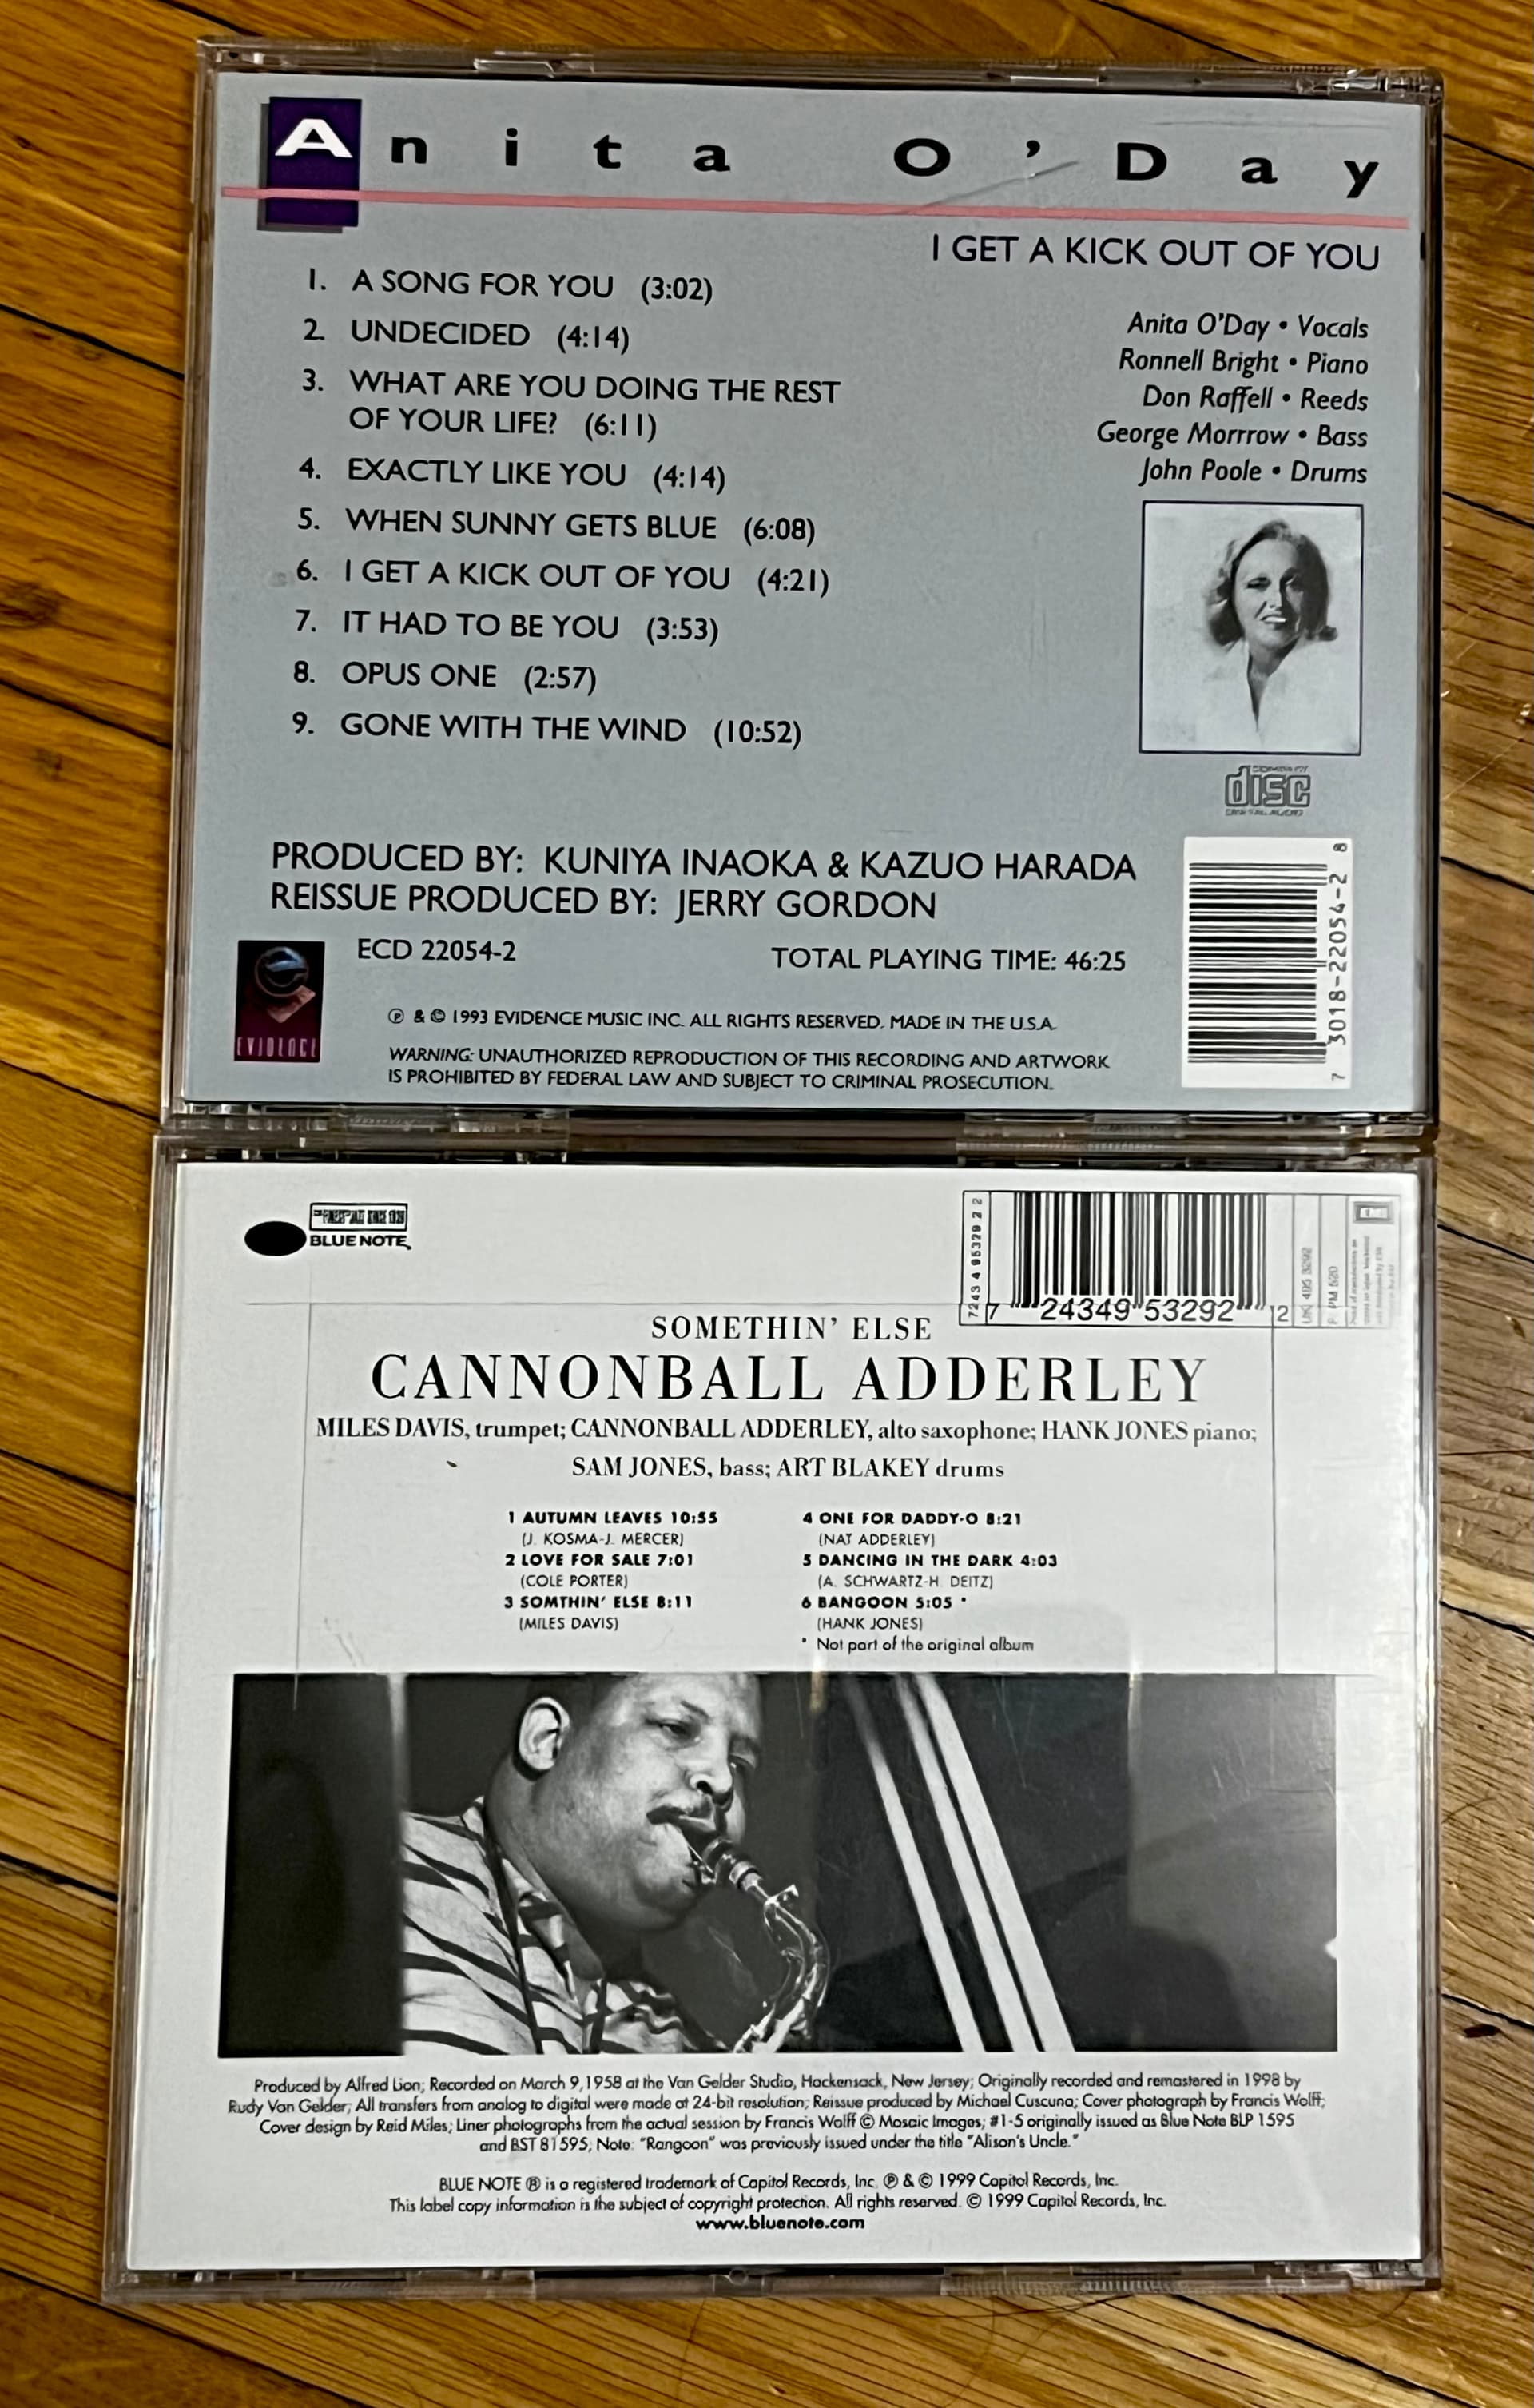 Anita O’Day
I GET A KICK OUT OF YOU
1. A SONG FOR YOU (3:02)
2. UNDECIDED (4:14)
3. WHAT ARE YOU DOING THE REST
OF YOUR LIFE? (6:11)
4. EXACTLY LIKE YOU (4:14)
5. WHEN SUNNY GETS BLUE (6:08)
6. I GET A KICK OUT OF YOU (4:21)
7. IT HAD TO BE YOU (3:53)
8. OPUS ONE (2:57)
9. GONE WITH THE WIND (10:52)
Anita O'Day • Vocals
Ronnell Bright • Piano
Don Raffell • Reeds
George Morrrow • Bass
John Poole • Drums
COMPACT
disc
DIGITAL AUDIO
PRODUCED BY: KUNIYA INAOKA & KAZUO HARADA
REISSUE PRODUCED BY: JERRY GORDON
ECD 22054-2
TOTAL PLAYING TIME: 46:25
EVIDENCE
℗ & © 1993 EVIDENCE MUSIC INC. ALL RIGHTS RESERVED. MADE IN THE U.S.A.
WARNING: UNAUTHORIZED REPRODUCTION OF THIS RECORDING AND ARTWORK
IS PROHIBITED BY FEDERAL LAW AND SUBJECT TO CRIMINAL PROSECUTION.
7 3018-22054-2 8
BLUE NOTE
7243 4 95329 2 2
7 24349 53292 2
UK: 495 3292
F: PM 520
EMI
SOMETHIN’ ELSE
CANNONBALL ADDERLEY
MILES DAVIS, trumpet; CANNONBALL ADDERLEY, alto saxophone; HANK JONES piano;
SAM JONES, bass; ART BLAKEY drums
1 AUTUMN LEAVES 10:55
(J. KOSMA-J. MERCER)
2 LOVE FOR SALE 7:01
(COLE PORTER)
3 SOMTHIN’ ELSE 8:11
(MILES DAVIS)
4 ONE FOR DADDY-O 8:21
(NAT ADDERLEY)
5 DANCING IN THE DARK 4:03
(A. SCHWARTZ-H. DEITZ)
6 BANGOON 5:05 *
(HANK JONES)
* Not part of the original album
Produced by Alfred Lion; Recorded on March 9,1958 at the Van Gelder Studio, Hackensack, New Jersey; Originally recorded and remastered in 1998 by
Rudy Van Gelder; All transfers from analog to digital were made at 24-bit resolution; Reissue produced by Michael Cuscuna; Cover photograph by Francis Wolff;
Cover design by Reid Miles; Liner photographs from the actual session by Francis Wolff © Mosaic Images; #1-5 originally issued as Blue Note BLP 1595
and BST 81595; Note: "Rangoon" was previously issued under the title "Alison's Uncle."
BLUE NOTE ® is a registered trademark of Capitol Records, Inc. ℗ & © 1999 Capitol Records, Inc.
This label copy information is the subject of copyright protection. All rights reserved. © 1999 Capitol Records, Inc.
www.bluenote.com